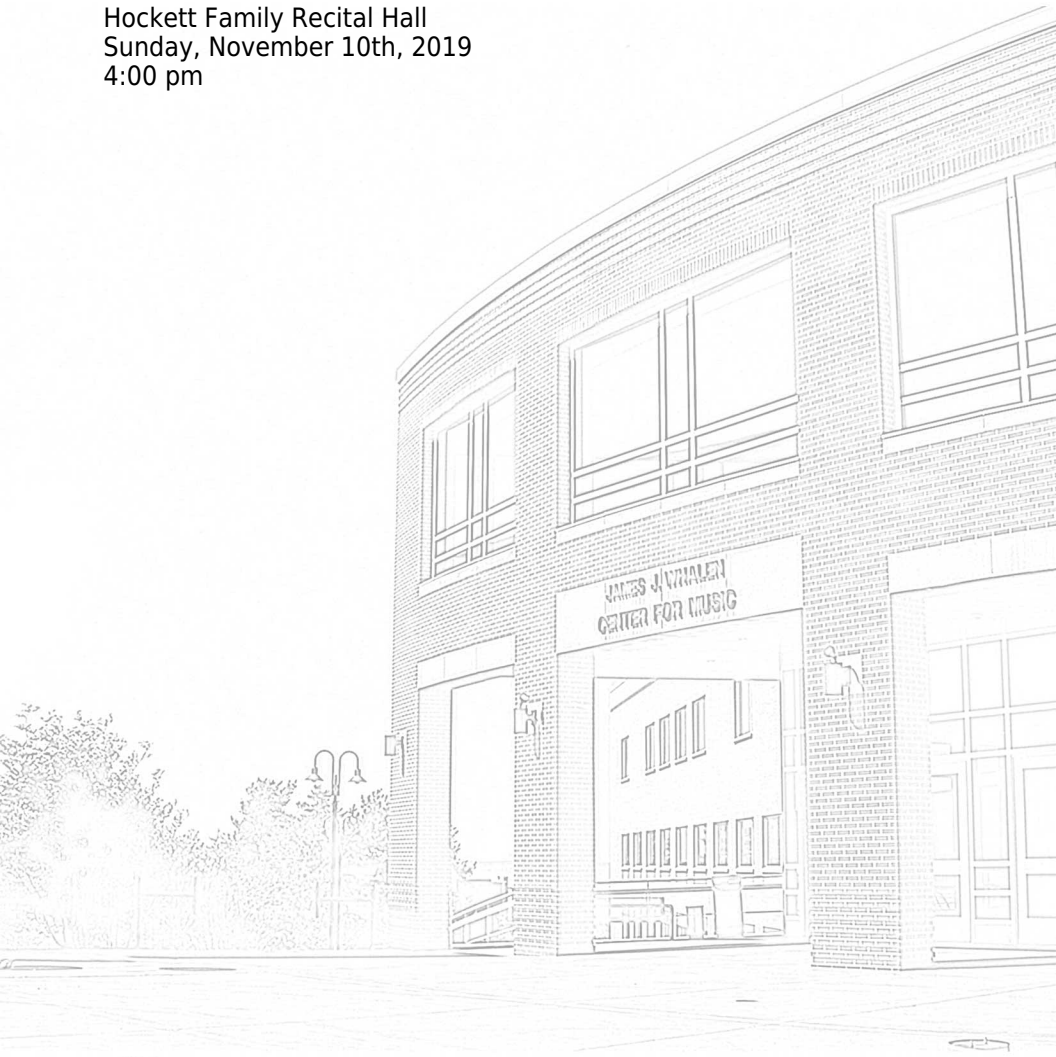 Hockett Family Recital Hall
Sunday, November 10th, 2019
4:00 pm
JAMES J. WHALEN
CENTER FOR MUSIC